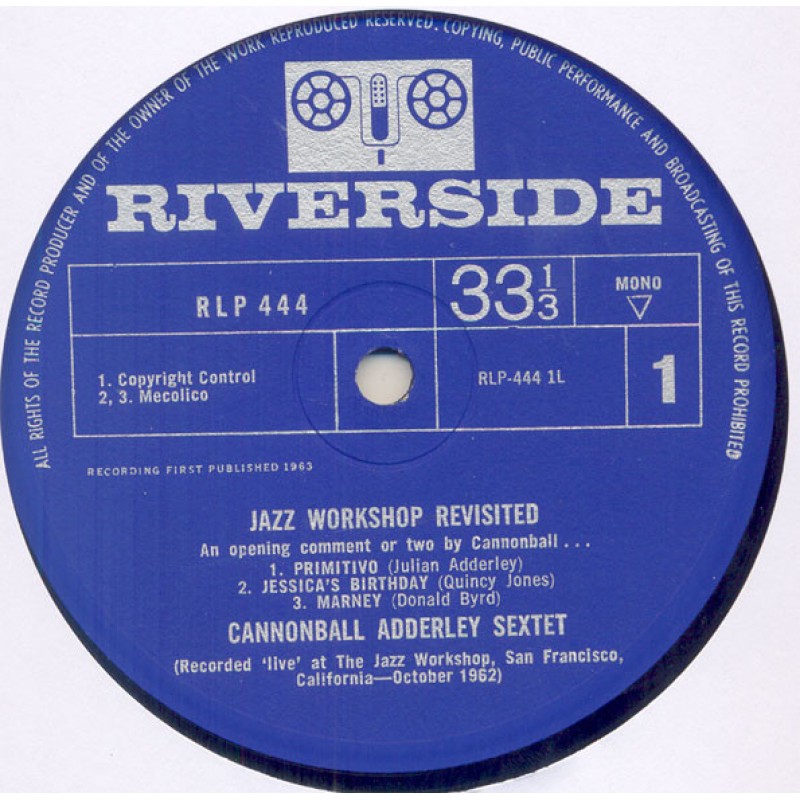 ALL RIGHTS OF THE RECORD PRODUCER AND OF THE OWNER OF THE WORK REPRODUCED RESERVED. COPYING, PUBLIC PERFORMANCE AND BROADCASTING OF THIS RECORD PROHIBITED
RIVERSIDE
RLP 444
33 1/3
MONO
1. Copyright Control
2, 3. Mecolico
RLP-444 1L
1
RECORDING FIRST PUBLISHED 1963
JAZZ WORKSHOP REVISITED
An opening comment or two by Cannonball . . .
1. PRIMITIVO (Julian Adderley)
2. JESSICA'S BIRTHDAY (Quincy Jones)
3. MARNEY (Donald Byrd)
CANNONBALL ADDERLEY SEXTET
(Recorded 'live' at The Jazz Workshop, San Francisco,
California—October 1962)